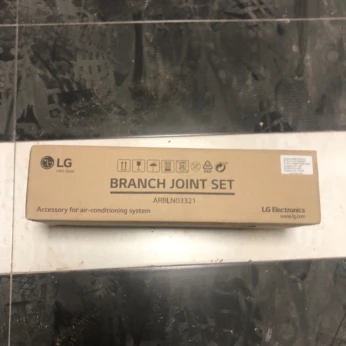 LG
Life's Good
BRANCH JOINT SET
ARBLN03321
Accessory for air-conditioning system
LG Electronics
www.lg.com